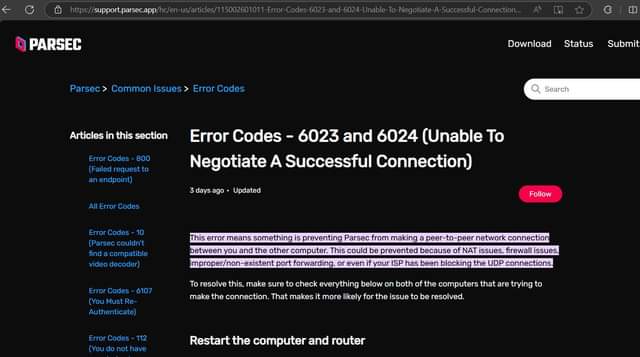 https://support.parsec.app/hc/en-us/articles/115002601011-Error-Codes-6023-and-6024-Unable-To-Negotiate-A-Successful-Connection...
PARSEC
Download Status Submit
Parsec > Common Issues > Error Codes
Search
Articles in this section
Error Codes - 800
(Failed request to
an endpoint)
All Error Codes
Error Codes - 10
(Parsec couldn't
find a compatible
video decoder)
Error Codes - 6107
(You Must Re-
Authenticate)
Error Codes - 112
(You do not have
Error Codes - 6023 and 6024 (Unable To
Negotiate A Successful Connection)
3 days ago · Updated
Follow
This error means something is preventing Parsec from making a peer-to-peer network connection
between you and the other computer. This could be prevented because of NAT issues, firewall issues,
improper/non-existent port forwarding, or even if your ISP has been blocking the UDP connections.
To resolve this, make sure to check everything below on both of the computers that are trying to
make the connection. That makes it more likely for the issue to be resolved.
Restart the computer and router